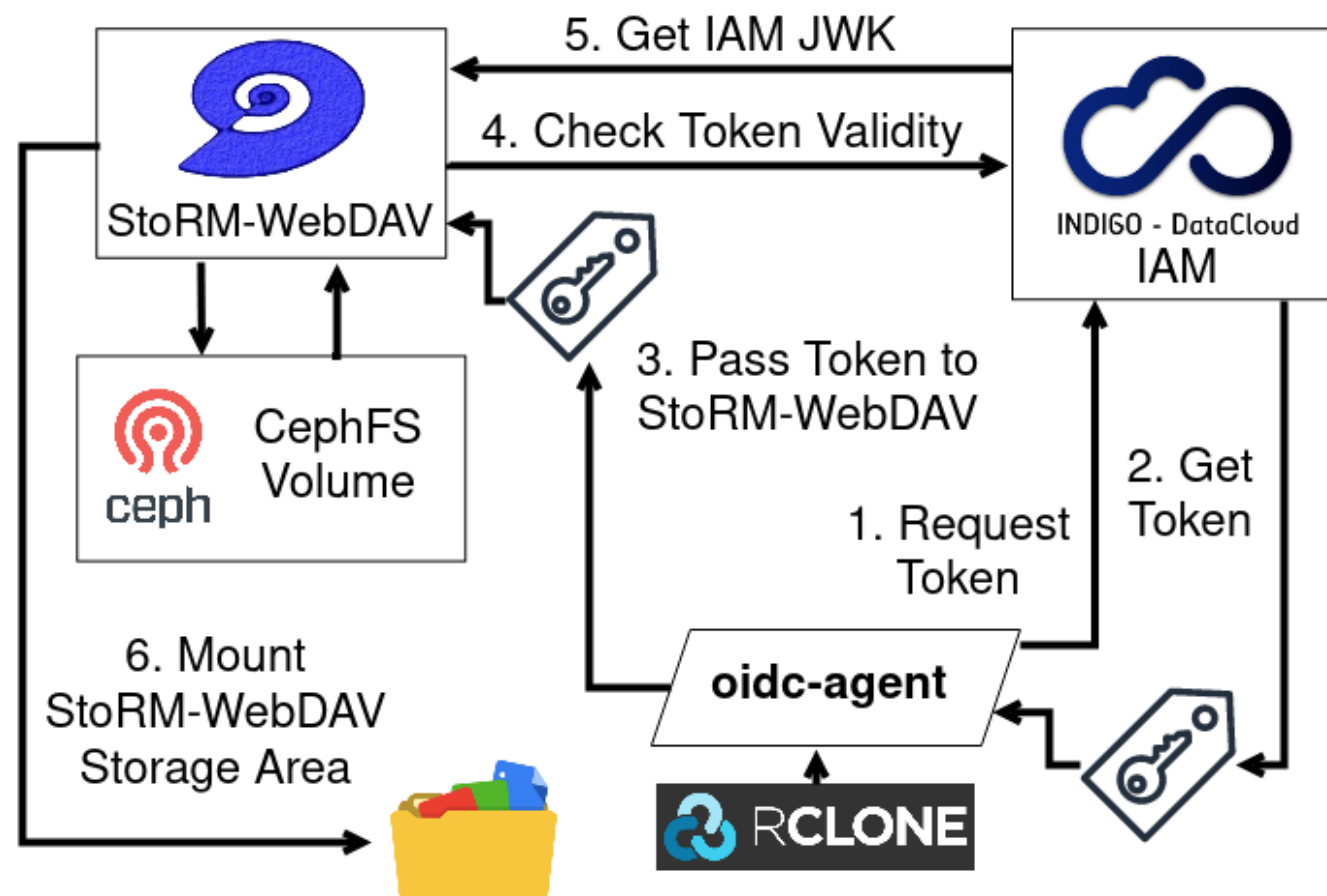 5. Get IAM JWK
4. Check Token Validity
StoRM-WebDAV
INDIGO - DataCloud
IAM
3. Pass Token to
StoRM-WebDAV
ceph
CephFS
Volume
2. Get
Token
1. Request
Token
6. Mount
StoRM-WebDAV
Storage Area
oidc-agent
RCLONE